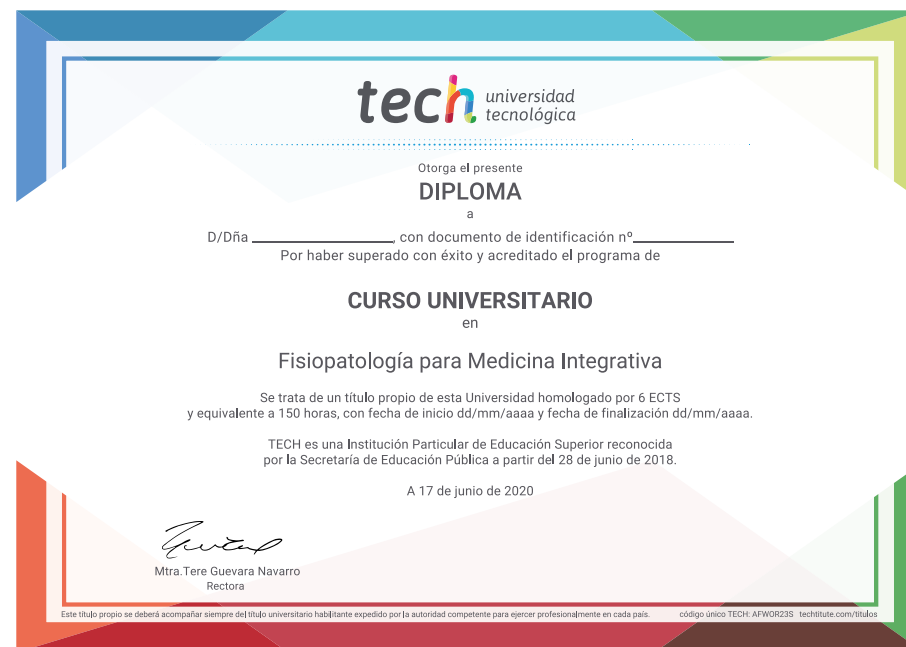 tech universidad
tecnológica
Otorga el presente
DIPLOMA
a
D/Dña ____________________, con documento de identificación nº______________
Por haber superado con éxito y acreditado el programa de
CURSO UNIVERSITARIO
en
Fisiopatología para Medicina Integrativa
Se trata de un título propio de esta Universidad homologado por 6 ECTS
y equivalente a 150 horas, con fecha de inicio dd/mm/aaaa y fecha de finalización dd/mm/aaaa.
TECH es una Institución Particular de Educación Superior reconocida
por la Secretaría de Educación Pública a partir del 28 de junio de 2018.
A 17 de junio de 2020
Mtra.Tere Guevara Navarro
Rectora
Este título propio se deberá acompañar siempre del título universitario habilitante expedido por la autoridad competente para ejercer profesionalmente en cada país. código único TECH: AFWOR23S techtitute.com/titulos